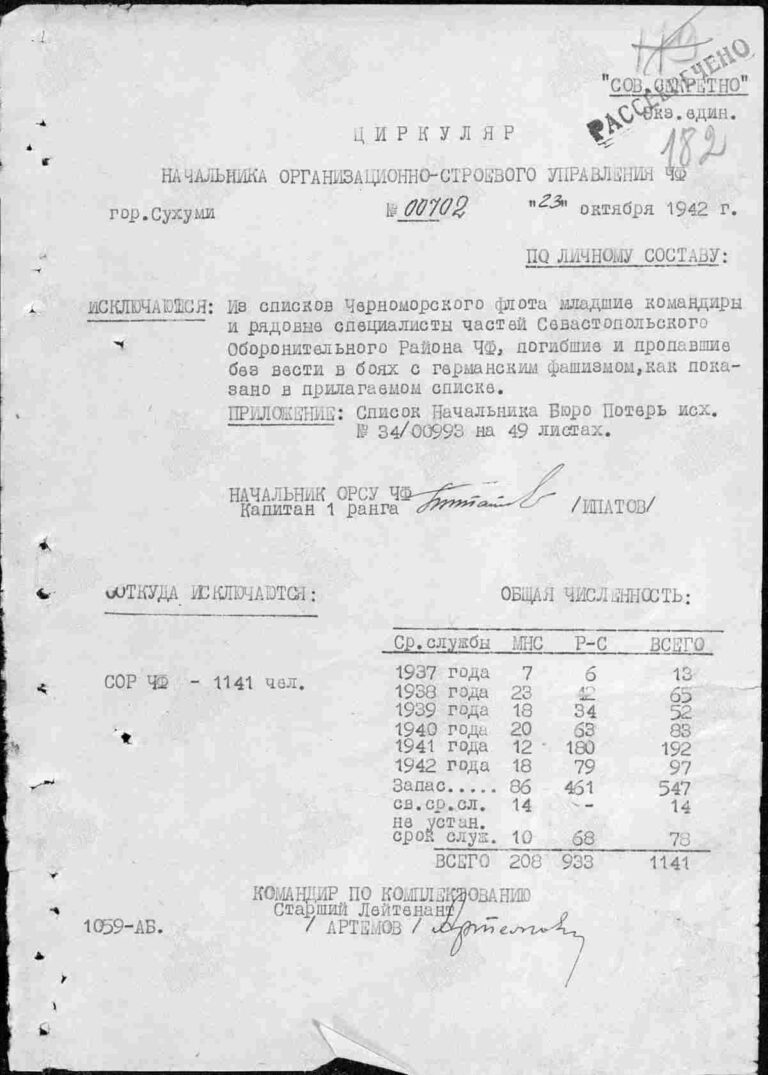 119
"СОВ.СЕКРЕТНО"
РАССЕКРЕЧЕНО
Экз.един.
182
ЦИРКУЛЯР
НАЧАЛЬНИКА ОРГАНИЗАЦИОННО-СТРОЕВОГО УПРАВЛЕНИЯ ЧФ
гор.Сухуми № 00702 "23" октября 1942 г.
ПО ЛИЧНОМУ СОСТАВУ:
ИСКЛЮЧАЮТСЯ: Из списков Черноморского флота младшие командиры
и рядовые специалисты частей Севастопольского
Оборонительного Района ЧФ, погибшие и пропавшие
без вести в боях с германским фашизмом,как пока-
зано в прилагаемом списке.
ПРИЛОЖЕНИЕ: Список Начальника Бюро Потерь исх.
№ 34/00993 на 49 листах.
НАЧАЛЬНИК ОРСУ ЧФ
Капитан 1 ранга /ИПАТОВ/
ОТКУДА ИСКЛЮЧАЮТСЯ: ОБЩАЯ ЧИСЛЕННОСТЬ:
Ср.службы МНС Р-С ВСЕГО
1937 года 7 6 13
СОР ЧФ - 1141 чел.
1938 года 23 42 65
1939 года 18 34 52
1940 года 20 63 83
1941 года 12 180 192
1942 года 18 79 97
Запас..... 86 461 547
св.ср.сл. 14 - 14
не устан.
срок служ. 10 68 78
ВСЕГО 208 933 1141
КОМАНДИР ПО КОМПЛЕКТОВАНИЮ
Старший Лейтенант
/ АРТЕМОВ /
1059-АБ.